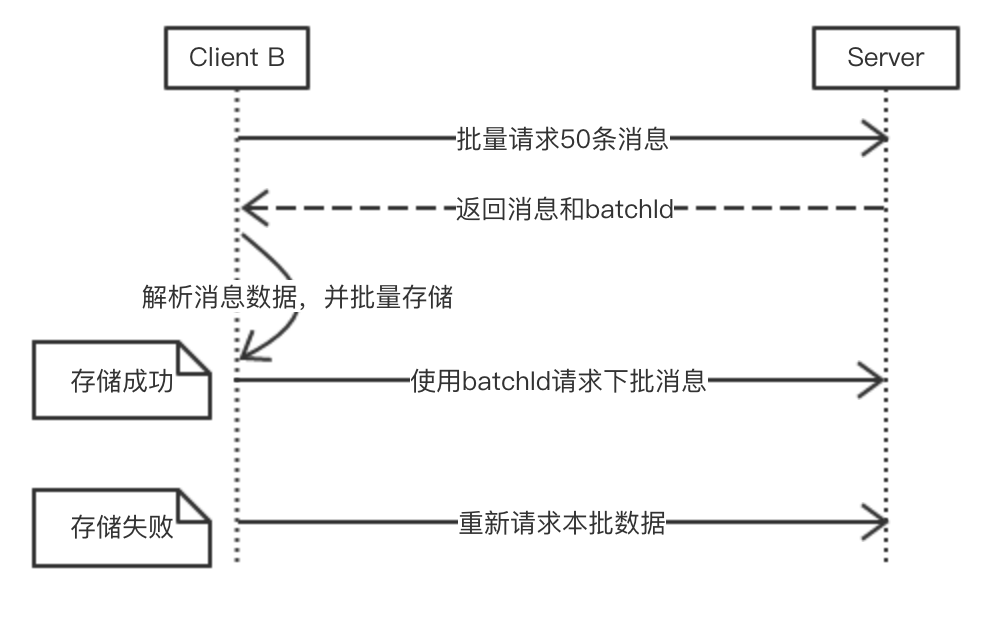 Client B
Server
批量请求50条消息
返回消息和batchId
解析消息数据，并批量存储
存储成功
使用batchId请求下批消息
存储失败
重新请求本批数据